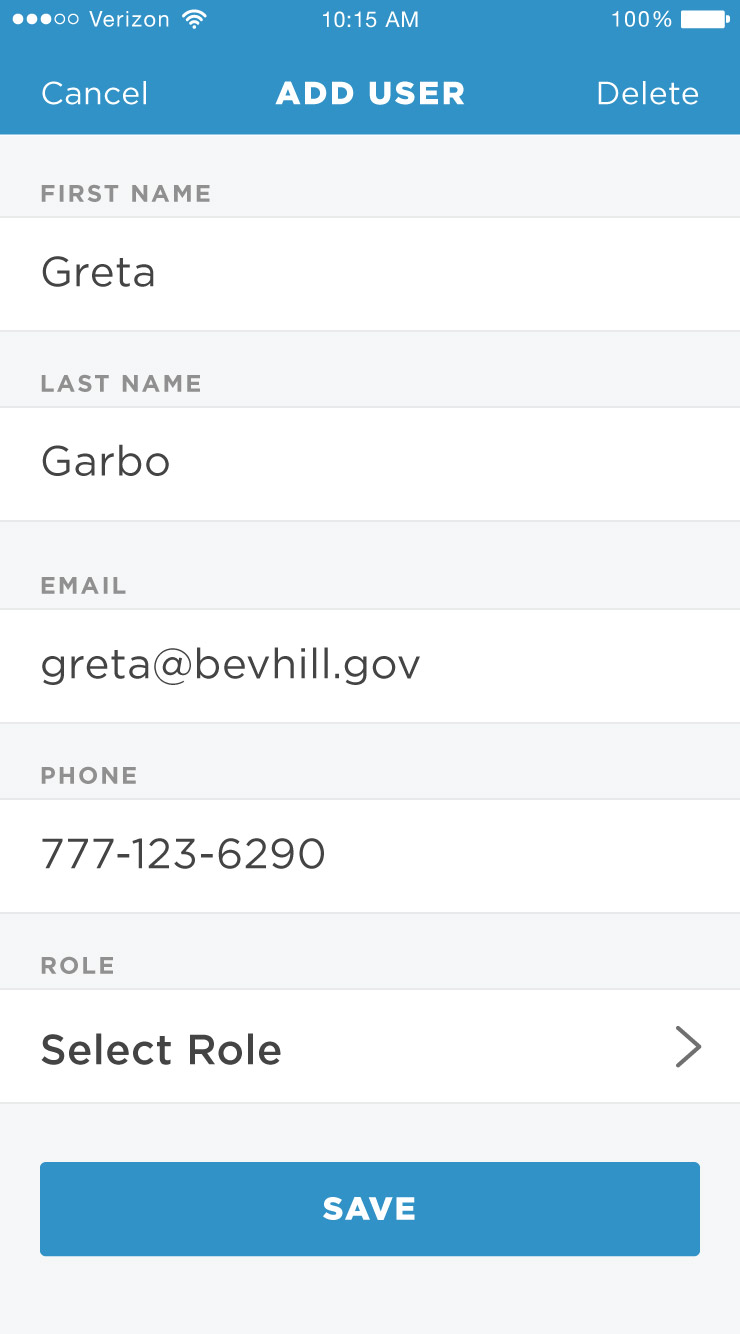 Verizon 10:15 AM 100%
Cancel ADD USER Delete
FIRST NAME
Greta
LAST NAME
Garbo
EMAIL
greta@bevhill.gov
PHONE
777-123-6290
ROLE
Select Role
SAVE